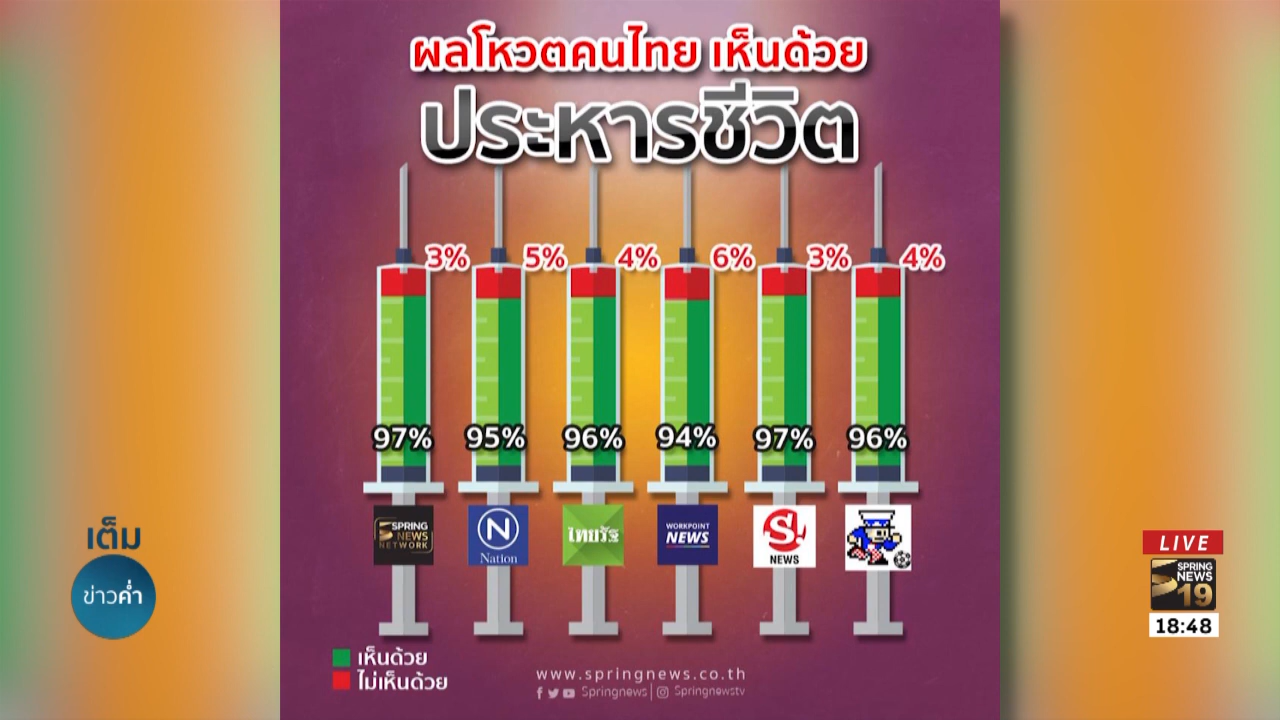 ผลโหวตคนไทย เห็นด้วย
ประหารชีวิต
3% 5% 4% 6% 3% 4%
97% 95% 96% 94% 97% 96%
SPRING NEWS NETWORK
N Nation
ไทยรัฐ
WORKPOINT NEWS
S! NEWS
เห็นด้วย
ไม่เห็นด้วย
www.springnews.co.th
Springnews Springnewstv
เต็ม
ข่าวค่ำ
LIVE
SPRING
NEWS
19
18:48